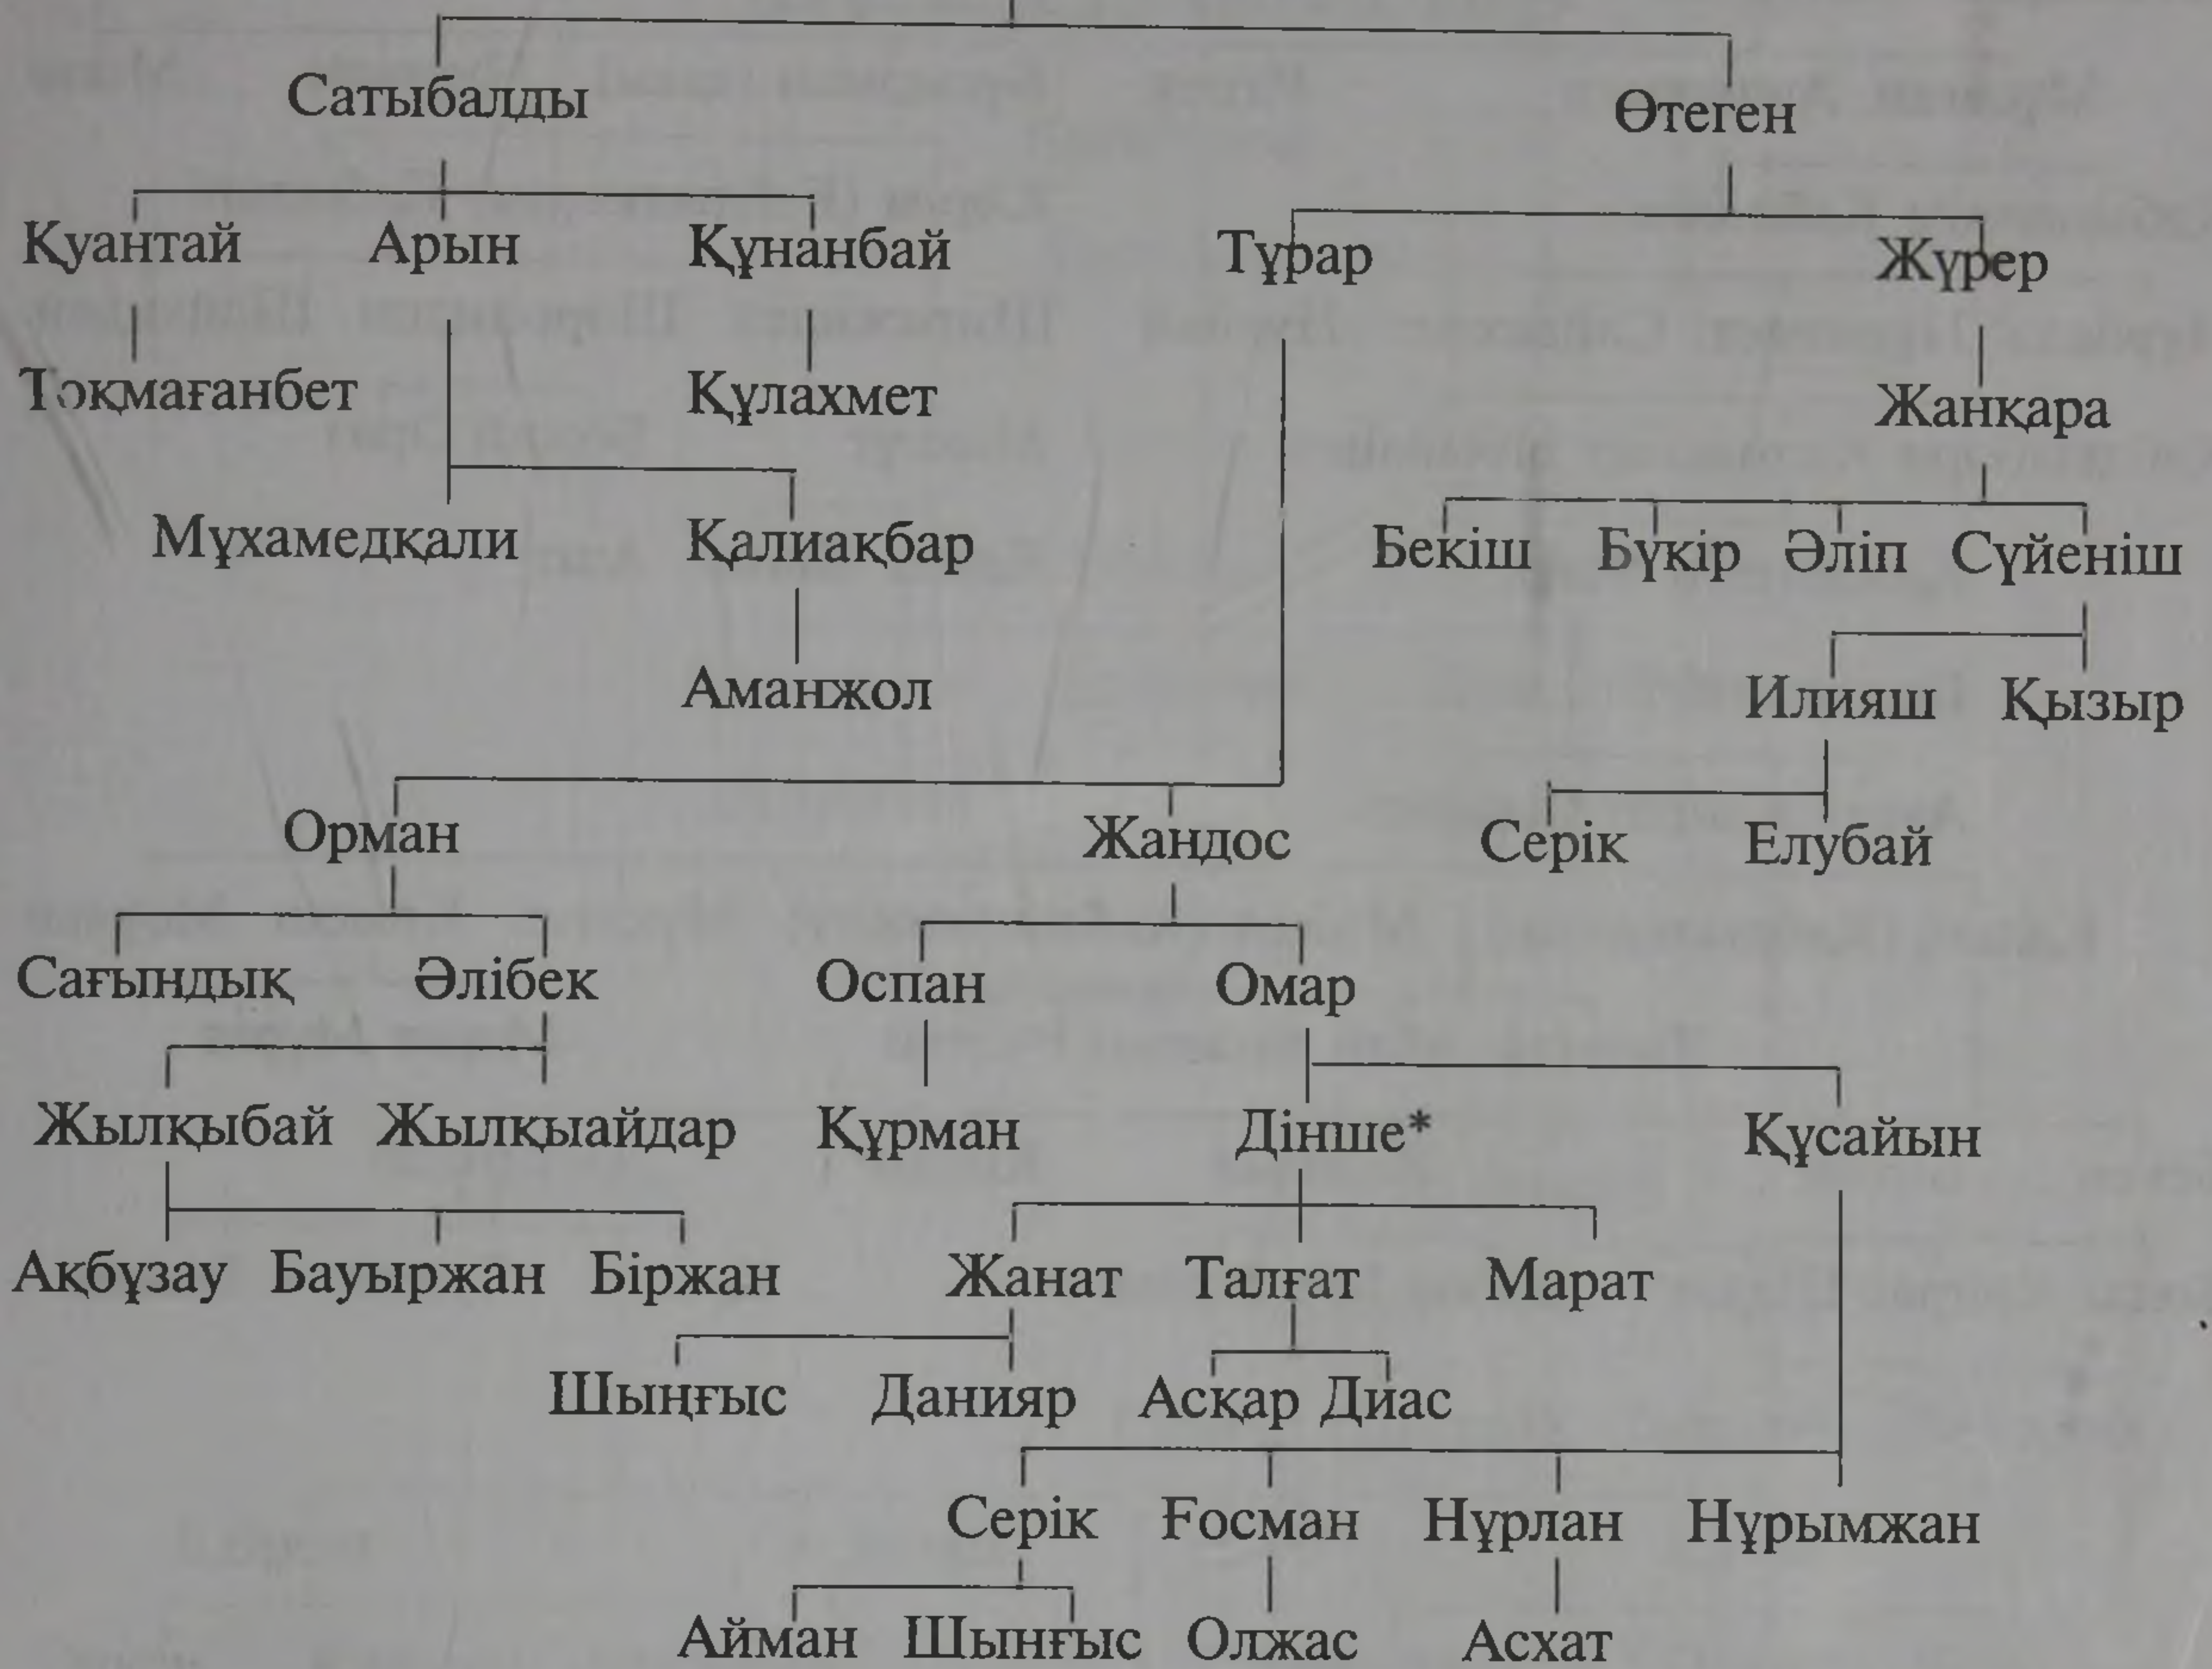 Сатыбалды Өтеген
Қуантай Арын Құнанбай Тұрар Жүрер
Тоқмағанбет Құлахмет Жанқара
Мұхамедқали Қалиақбар Бекіш Бүкір Әліп Сүйеніш
Аманжол Илияш Қызыр
Орман Жандос Серік Елубай
Сағындық Әлібек Оспан Омар
Жылқыбай Жылқыайдар Құрман Дінше* Құсайын
Ақбұзау Бауыржан Біржан Жанат Талғат Марат
Шыңғыс Данияр Асқар Диас
Серік Ғосман Нұрлан Нұрымжан
Айман Шынғыс Олжас Асхат